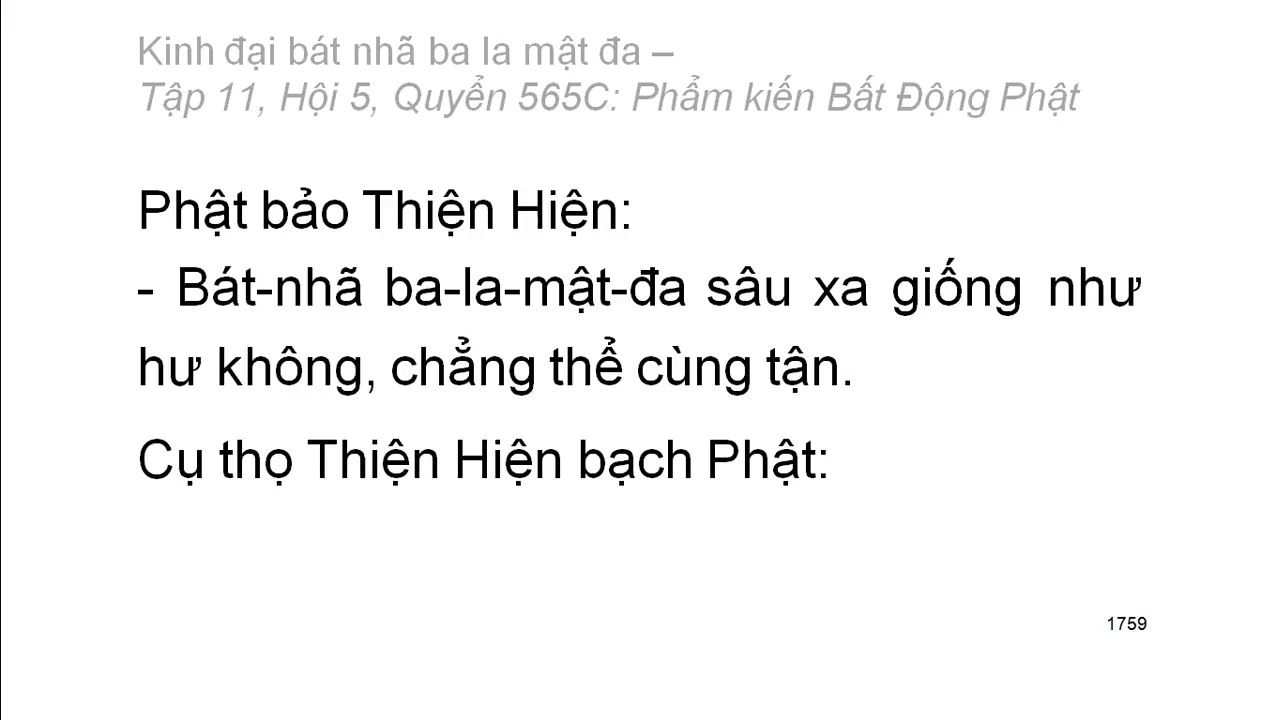 Kinh đại bát nhã ba la mật đa –
Tập 11, Hội 5, Quyển 565C: Phẩm kiến Bất Động Phật
Phật bảo Thiện Hiện:
- Bát-nhã ba-la-mật-đa sâu xa giống như
hư không, chẳng thể cùng tận.
Cụ thọ Thiện Hiện bạch Phật:
1759